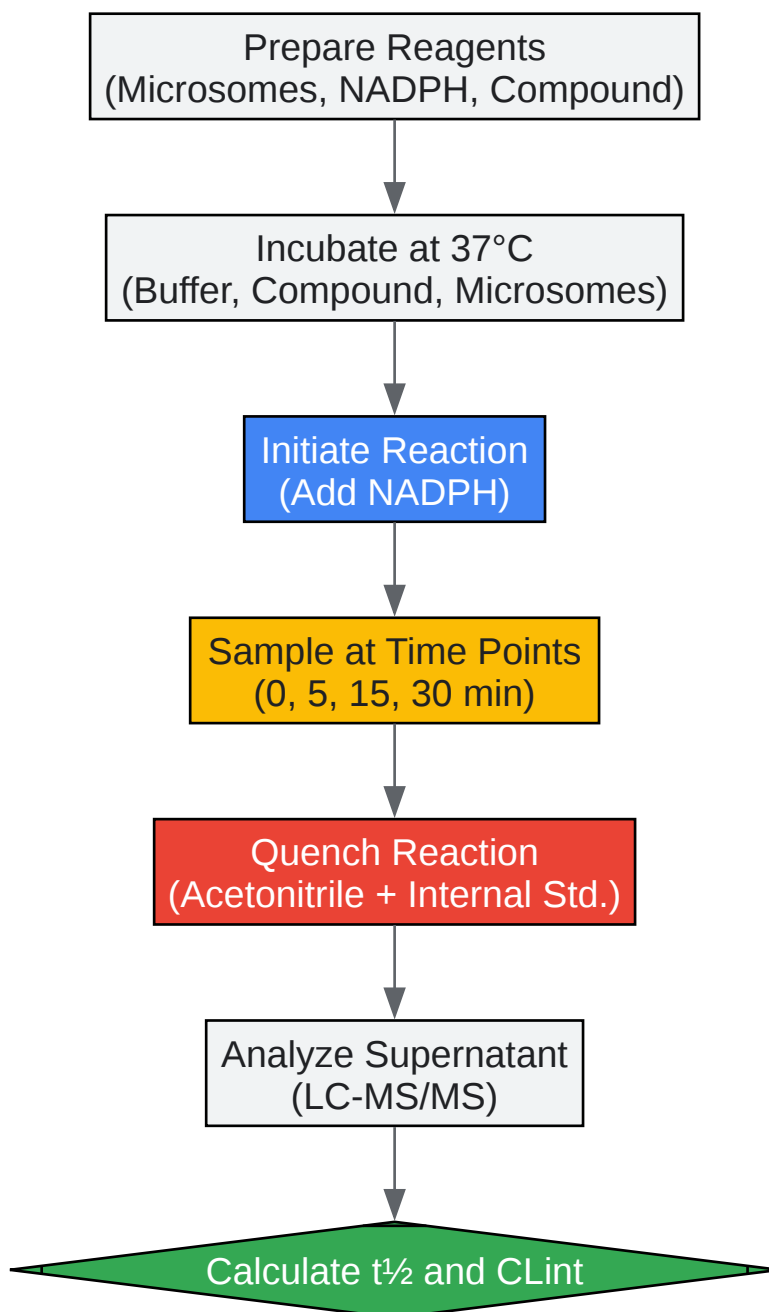 Prepare Reagents
(Microsomes, NADPH, Compound)
Incubate at 37°C
(Buffer, Compound, Microsomes)
Initiate Reaction
(Add NADPH)
Sample at Time Points
(0, 5, 15, 30 min)
Quench Reaction
(Acetonitrile + Internal Std.)
Analyze Supernatant
(LC-MS/MS)
Calculate t½ and CLint